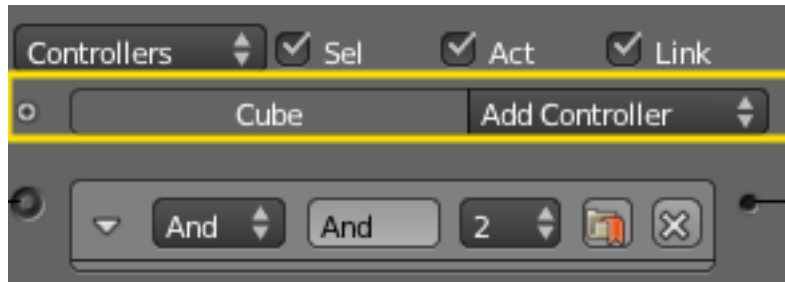 Controllers Sel Act Link
Cube Add Controller
And And 2